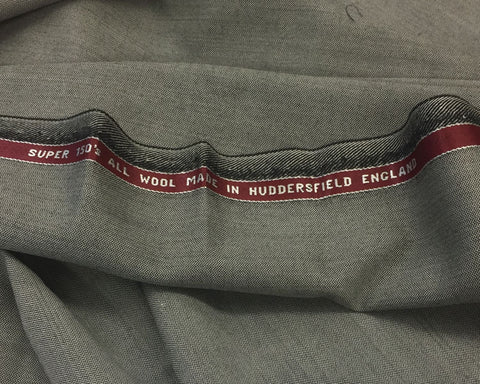 SUPER 150's ALL WOOL MADE IN HUDDERSFIELD ENGLAND